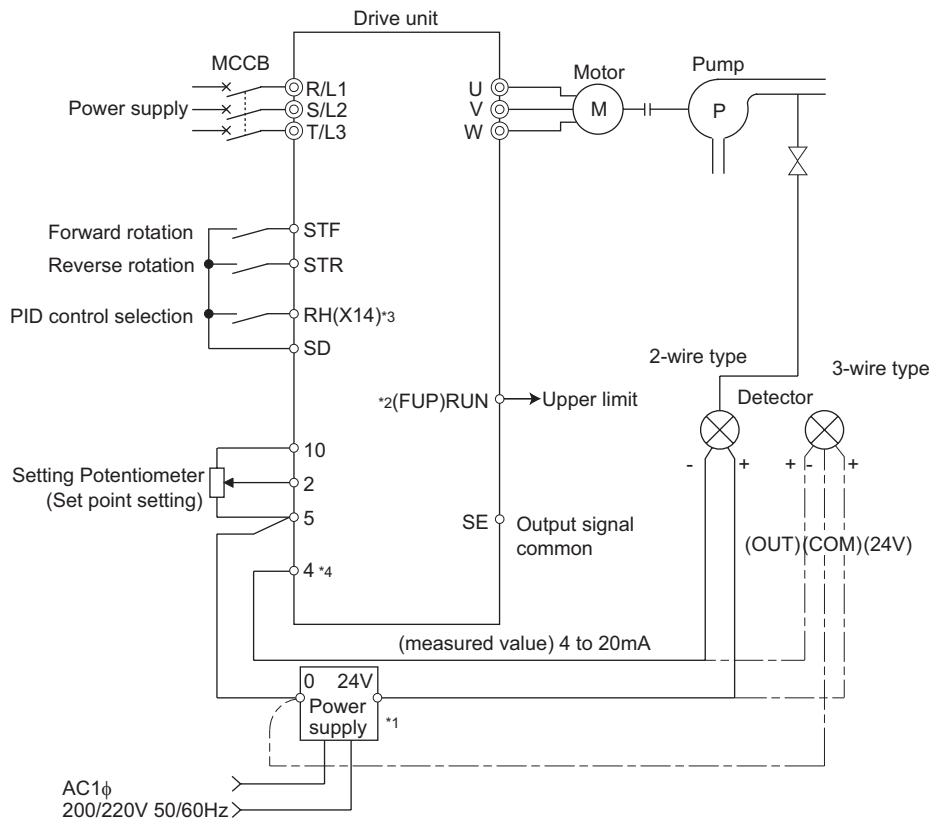 Drive unit
MCCB
Power supply
R/L1
S/L2
T/L3
U
V
W
Motor
M
Pump
P
Forward rotation
STF
Reverse rotation
STR
PID control selection
RH(X14)*3
SD
*2(FUP)RUN
Upper limit
2-wire type
3-wire type
Detector
- +
+ - +
(OUT)(COM)(24V)
Setting Potentiometer
(Set point setting)
10
2
5
4 *4
SE
Output signal
common
(measured value) 4 to 20mA
0 24V
Power
supply
*1
AC1ϕ
200/220V 50/60Hz